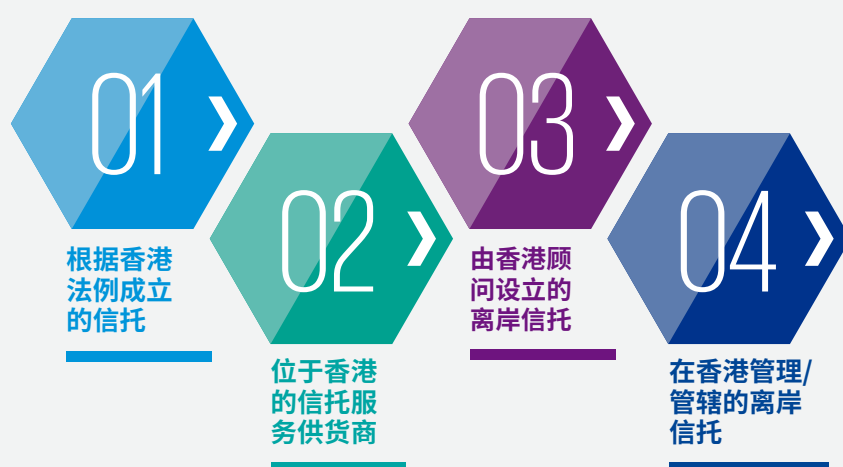 01
根据香港
法例成立
的信托
02
位于香港
的信托服
务供货商
03
由香港顾
问设立的
离岸信托
04
在香港管理/
管辖的离岸
信托